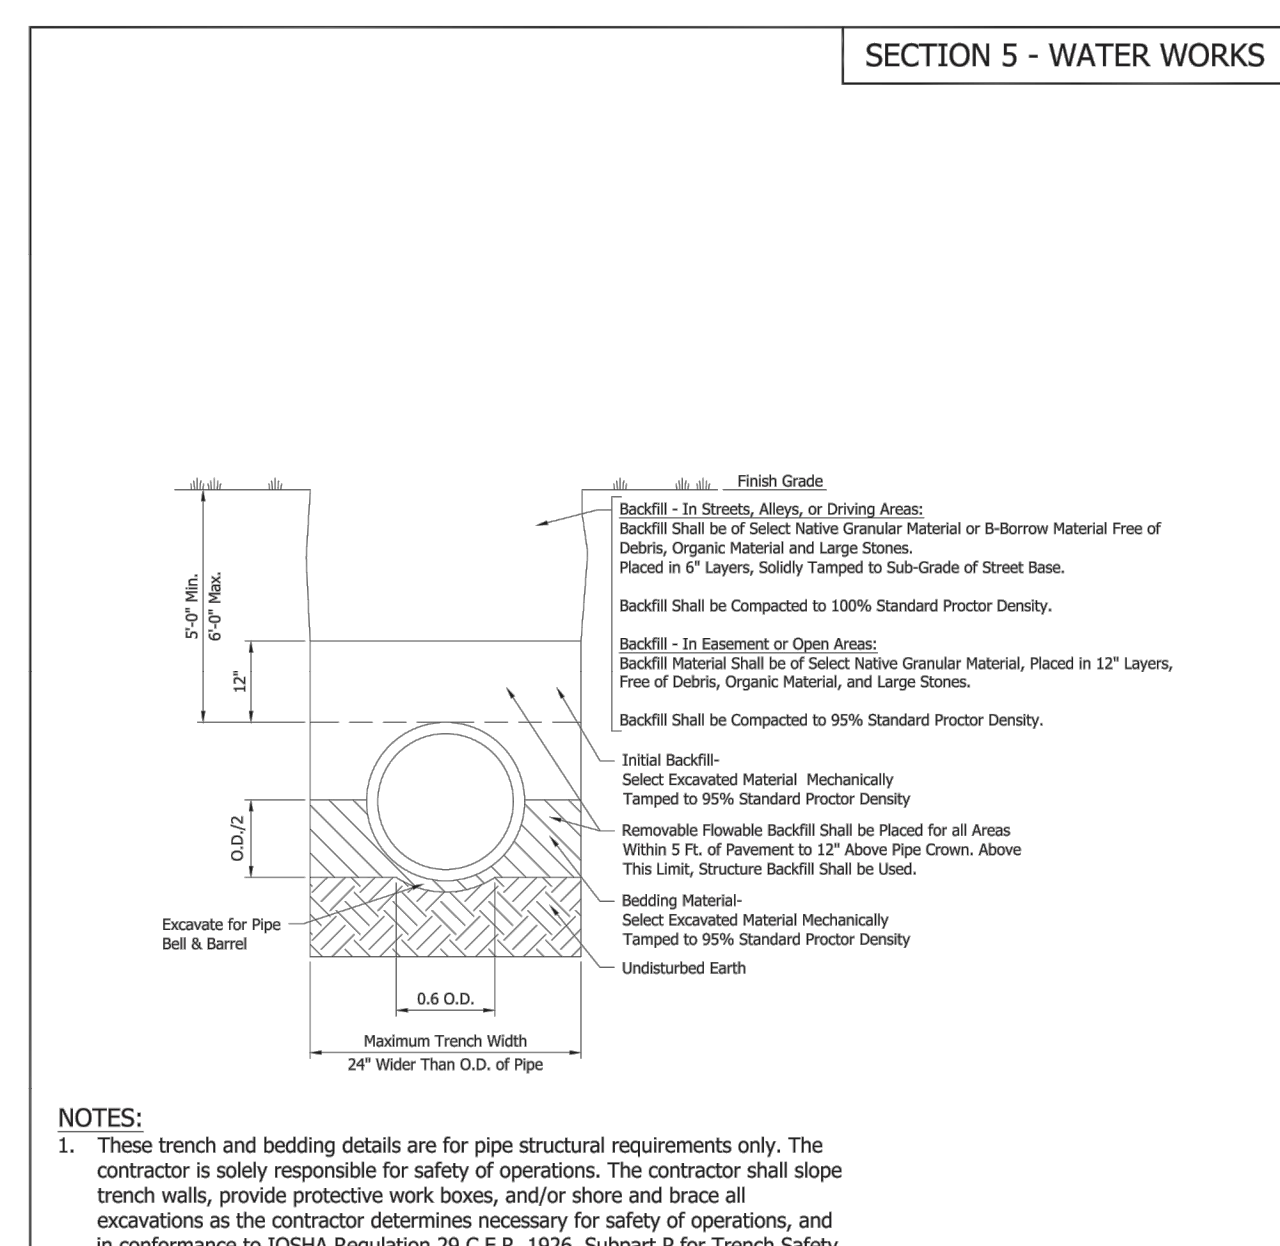 SECTION 5 - WATER WORKS
Finish Grade
Backfill - In Streets, Alleys, or Driving Areas:
Backfill Shall be of Select Native Granular Material or B-Borrow Material Free of
Debris, Organic Material and Large Stones.
Placed in 6" Layers, Solidly Tamped to Sub-Grade of Street Base.
Backfill Shall be Compacted to 100% Standard Proctor Density.
Backfill - In Easement or Open Areas:
Backfill Material Shall be of Select Native Granular Material, Placed in 12" Layers,
Free of Debris, Organic Material, and Large Stones.
Backfill Shall be Compacted to 95% Standard Proctor Density.
5'-0" Min.
6'-0" Max.
12"
Initial Backfill-
Select Excavated Material Mechanically
Tamped to 95% Standard Proctor Density
O.D./2
Removable Flowable Backfill Shall be Placed for all Areas
Within 5 Ft. of Pavement to 12" Above Pipe Crown. Above
This Limit, Structure Backfill Shall be Used.
Bedding Material-
Select Excavated Material Mechanically
Tamped to 95% Standard Proctor Density
Excavate for Pipe
Bell & Barrel
Undisturbed Earth
0.6 O.D.
Maximum Trench Width
24" Wider Than O.D. of Pipe
NOTES:
1. These trench and bedding details are for pipe structural requirements only. The
contractor is solely responsible for safety of operations. The contractor shall slope
trench walls, provide protective work boxes, and/or shore and brace all
excavations as the contractor determines necessary for safety of operations, and
in conformance to IOSHA Regulation 29 C.F.R. 1926, Subpart P for Trench Safety